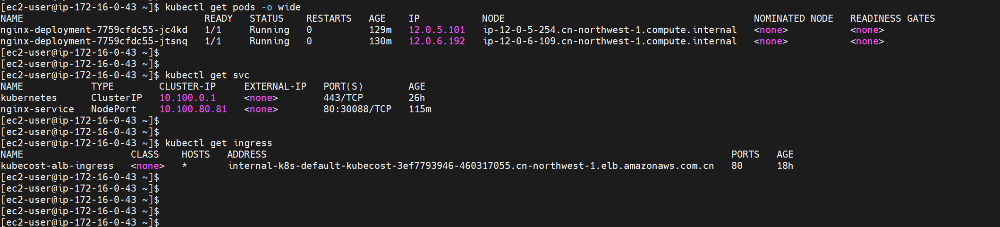 [ec2-user@ip-172-16-0-43 ~]$ kubectl get pods -o wide
NAME                                READY   STATUS    RESTARTS   AGE    IP           NODE                                            NOMINATED NODE   READINESS GATES
nginx-deployment-7759cfdc55-jc4kd   1/1     Running   0          129m   12.0.5.101   ip-12-0-5-254.cn-northwest-1.compute.internal   <none>           <none>
nginx-deployment-7759cfdc55-jtsnq   1/1     Running   0          130m   12.0.6.192   ip-12-0-6-109.cn-northwest-1.compute.internal   <none>           <none>
[ec2-user@ip-172-16-0-43 ~]$
[ec2-user@ip-172-16-0-43 ~]$
[ec2-user@ip-172-16-0-43 ~]$ kubectl get svc
NAME            TYPE        CLUSTER-IP     EXTERNAL-IP   PORT(S)        AGE
kubernetes      ClusterIP   10.100.0.1     <none>        443/TCP        26h
nginx-service   NodePort    10.100.80.81   <none>        80:30088/TCP   115m
[ec2-user@ip-172-16-0-43 ~]$
[ec2-user@ip-172-16-0-43 ~]$
[ec2-user@ip-172-16-0-43 ~]$ kubectl get ingress
NAME                   CLASS    HOSTS   ADDRESS                                                                                  PORTS   AGE
kubecost-alb-ingress   <none>   *       internal-k8s-default-kubecost-3ef7793946-460317055.cn-northwest-1.elb.amazonaws.com.cn   80      18h
[ec2-user@ip-172-16-0-43 ~]$
[ec2-user@ip-172-16-0-43 ~]$
[ec2-user@ip-172-16-0-43 ~]$
[ec2-user@ip-172-16-0-43 ~]$
[ec2-user@ip-172-16-0-43 ~]$